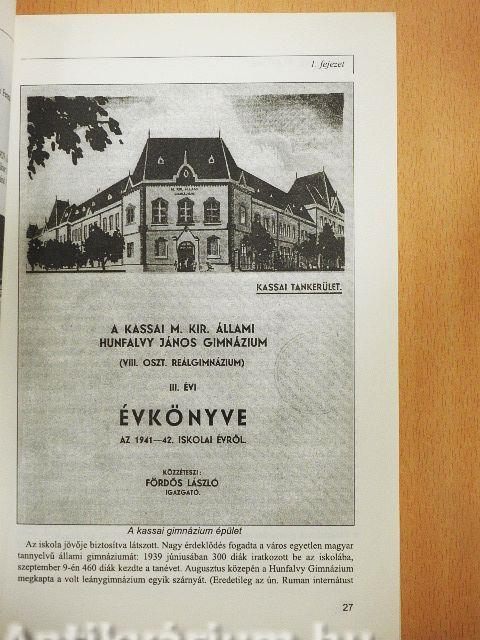 1. fejezet
M. KIR. ÁLLAMI
GIMNÁZIUM
KASSAI TANKERÜLET.
A KASSAI M. KIR. ÁLLAMI
HUNFALVY JÁNOS GIMNÁZIUM
(VIII. OSZT. REÁLGIMNÁZIUM)
III. ÉVI
ÉVKÖNYVE
AZ 1941—42. ISKOLAI ÉVRŐL.
KÖZZÉTESZI:
FÖRDŐS LÁSZLÓ
IGAZGATÓ.
A kassai gimnázium épület
Az iskola jövője biztosítva látszott. Nagy érdeklődés fogadta a város egyetlen magyar
tannyelvű állami gimnáziumát: 1939 júniusában 300 diák iratkozott be az iskolába,
szeptember 9-én 460 diák kezdte a tanévet. Augusztus közepén a Hunfalvy Gimnázium
megkapta a volt leánygimnázium egyik szárnyát. (Eredetileg az ún. Ruman internátust
27
Antikvárium.hu